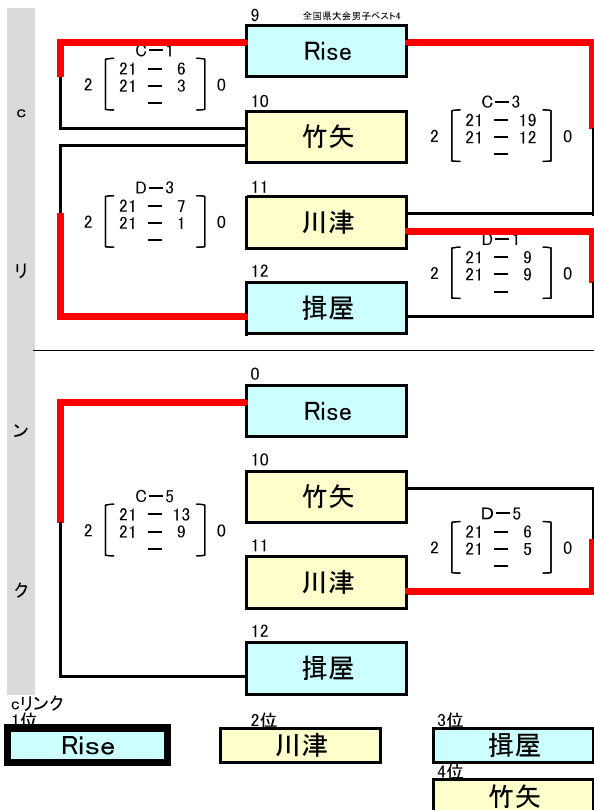 9 全国県大会男子ベスト4
Rise
C－1
21 － 6
2 21 － 3 0
－
10
竹矢
C－3
21 － 19
2 21 － 12 0
－
c
D－3
21 － 7
2 21 － 1 0
－
11
川津
D－1
21 － 9
2 21 － 9 0
－
リ
12
揖屋
0
Rise
ン
C－5
21 － 13
2 21 － 9 0
－
10
竹矢
D－5
21 － 6
2 21 － 5 0
－
11
川津
ク
12
揖屋
cリンク
1位
Rise
2位
川津
3位
揖屋
4位
竹矢